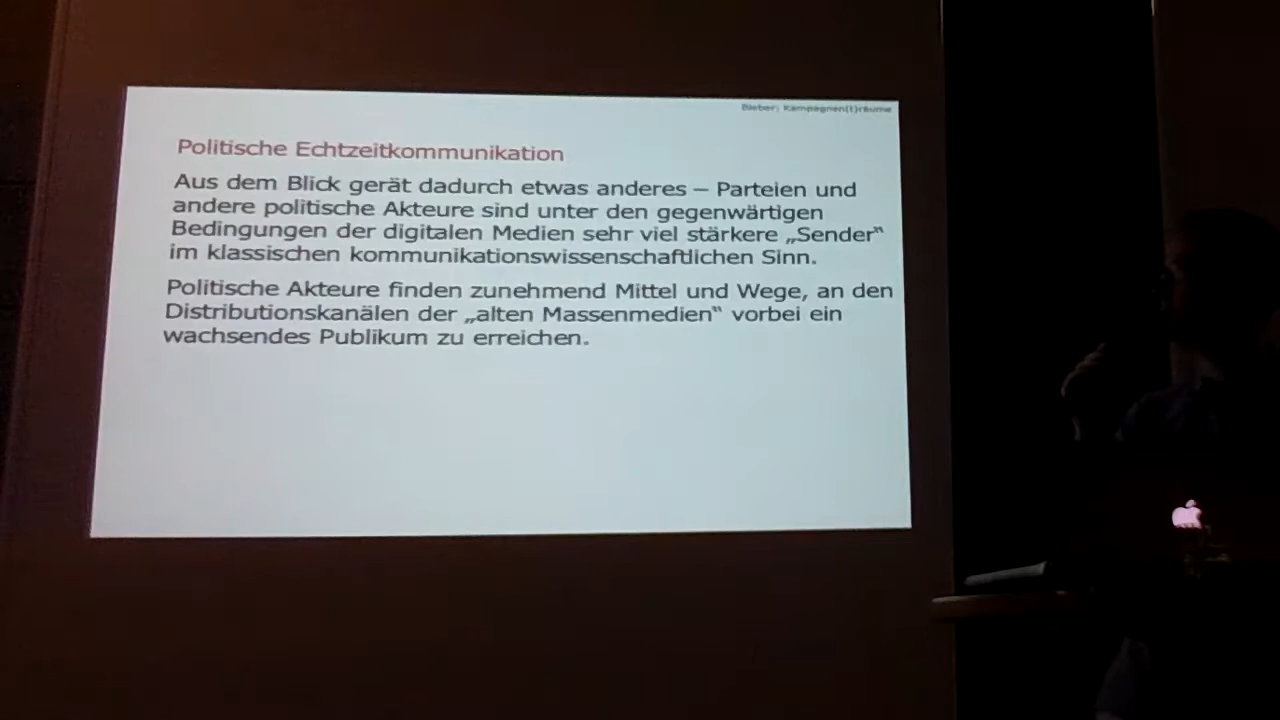 Bieber: Kampagnen(t)räume
Politische Echtzeitkommunikation
Aus dem Blick gerät dadurch etwas anderes – Parteien und
andere politische Akteure sind unter den gegenwärtigen
Bedingungen der digitalen Medien sehr viel stärkere „Sender“
im klassischen kommunikationswissenschaftlichen Sinn.
Politische Akteure finden zunehmend Mittel und Wege, an den
Distributionskanälen der „alten Massenmedien“ vorbei ein
wachsendes Publikum zu erreichen.